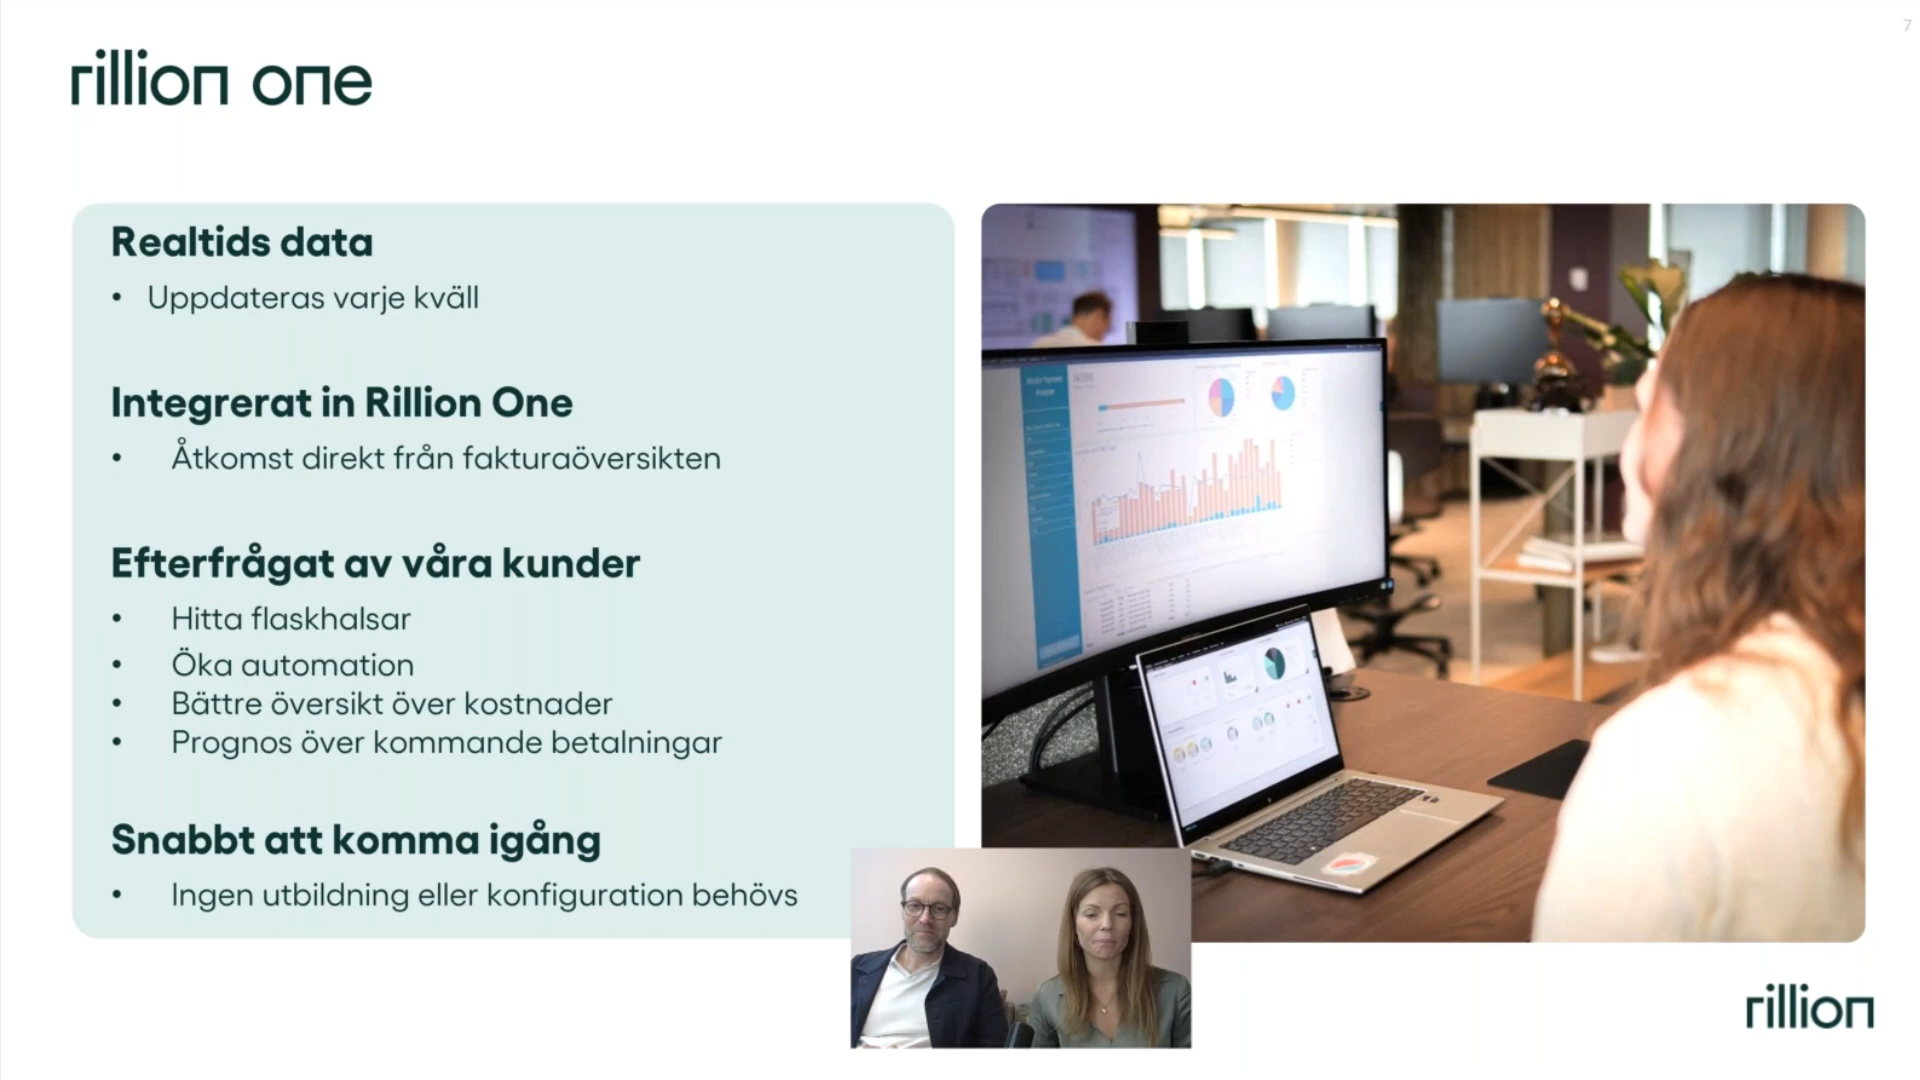 7
rillion one
Realtids data
• Uppdateras varje kväll
Integrerat in Rillion One
• Åtkomst direkt från fakturaöversikten
Efterfrågat av våra kunder
• Hitta flaskhalsar
• Öka automation
• Bättre översikt över kostnader
• Prognos över kommande betalningar
Snabbt att komma igång
• Ingen utbildning eller konfiguration behövs
rillion